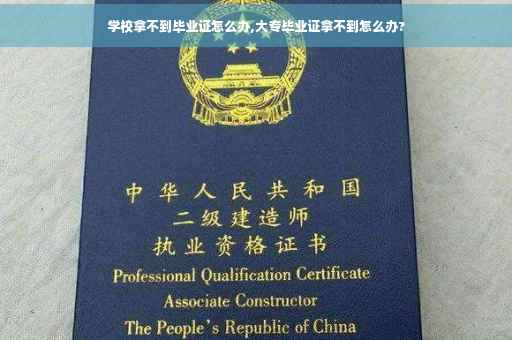 学校拿不到毕业证怎么办,大专毕业证拿不到怎么办?
中华人民共和国
二级建造师
执业资格证书
Professional Qualification Certificate
Associate Constructor
The People's Republic of China